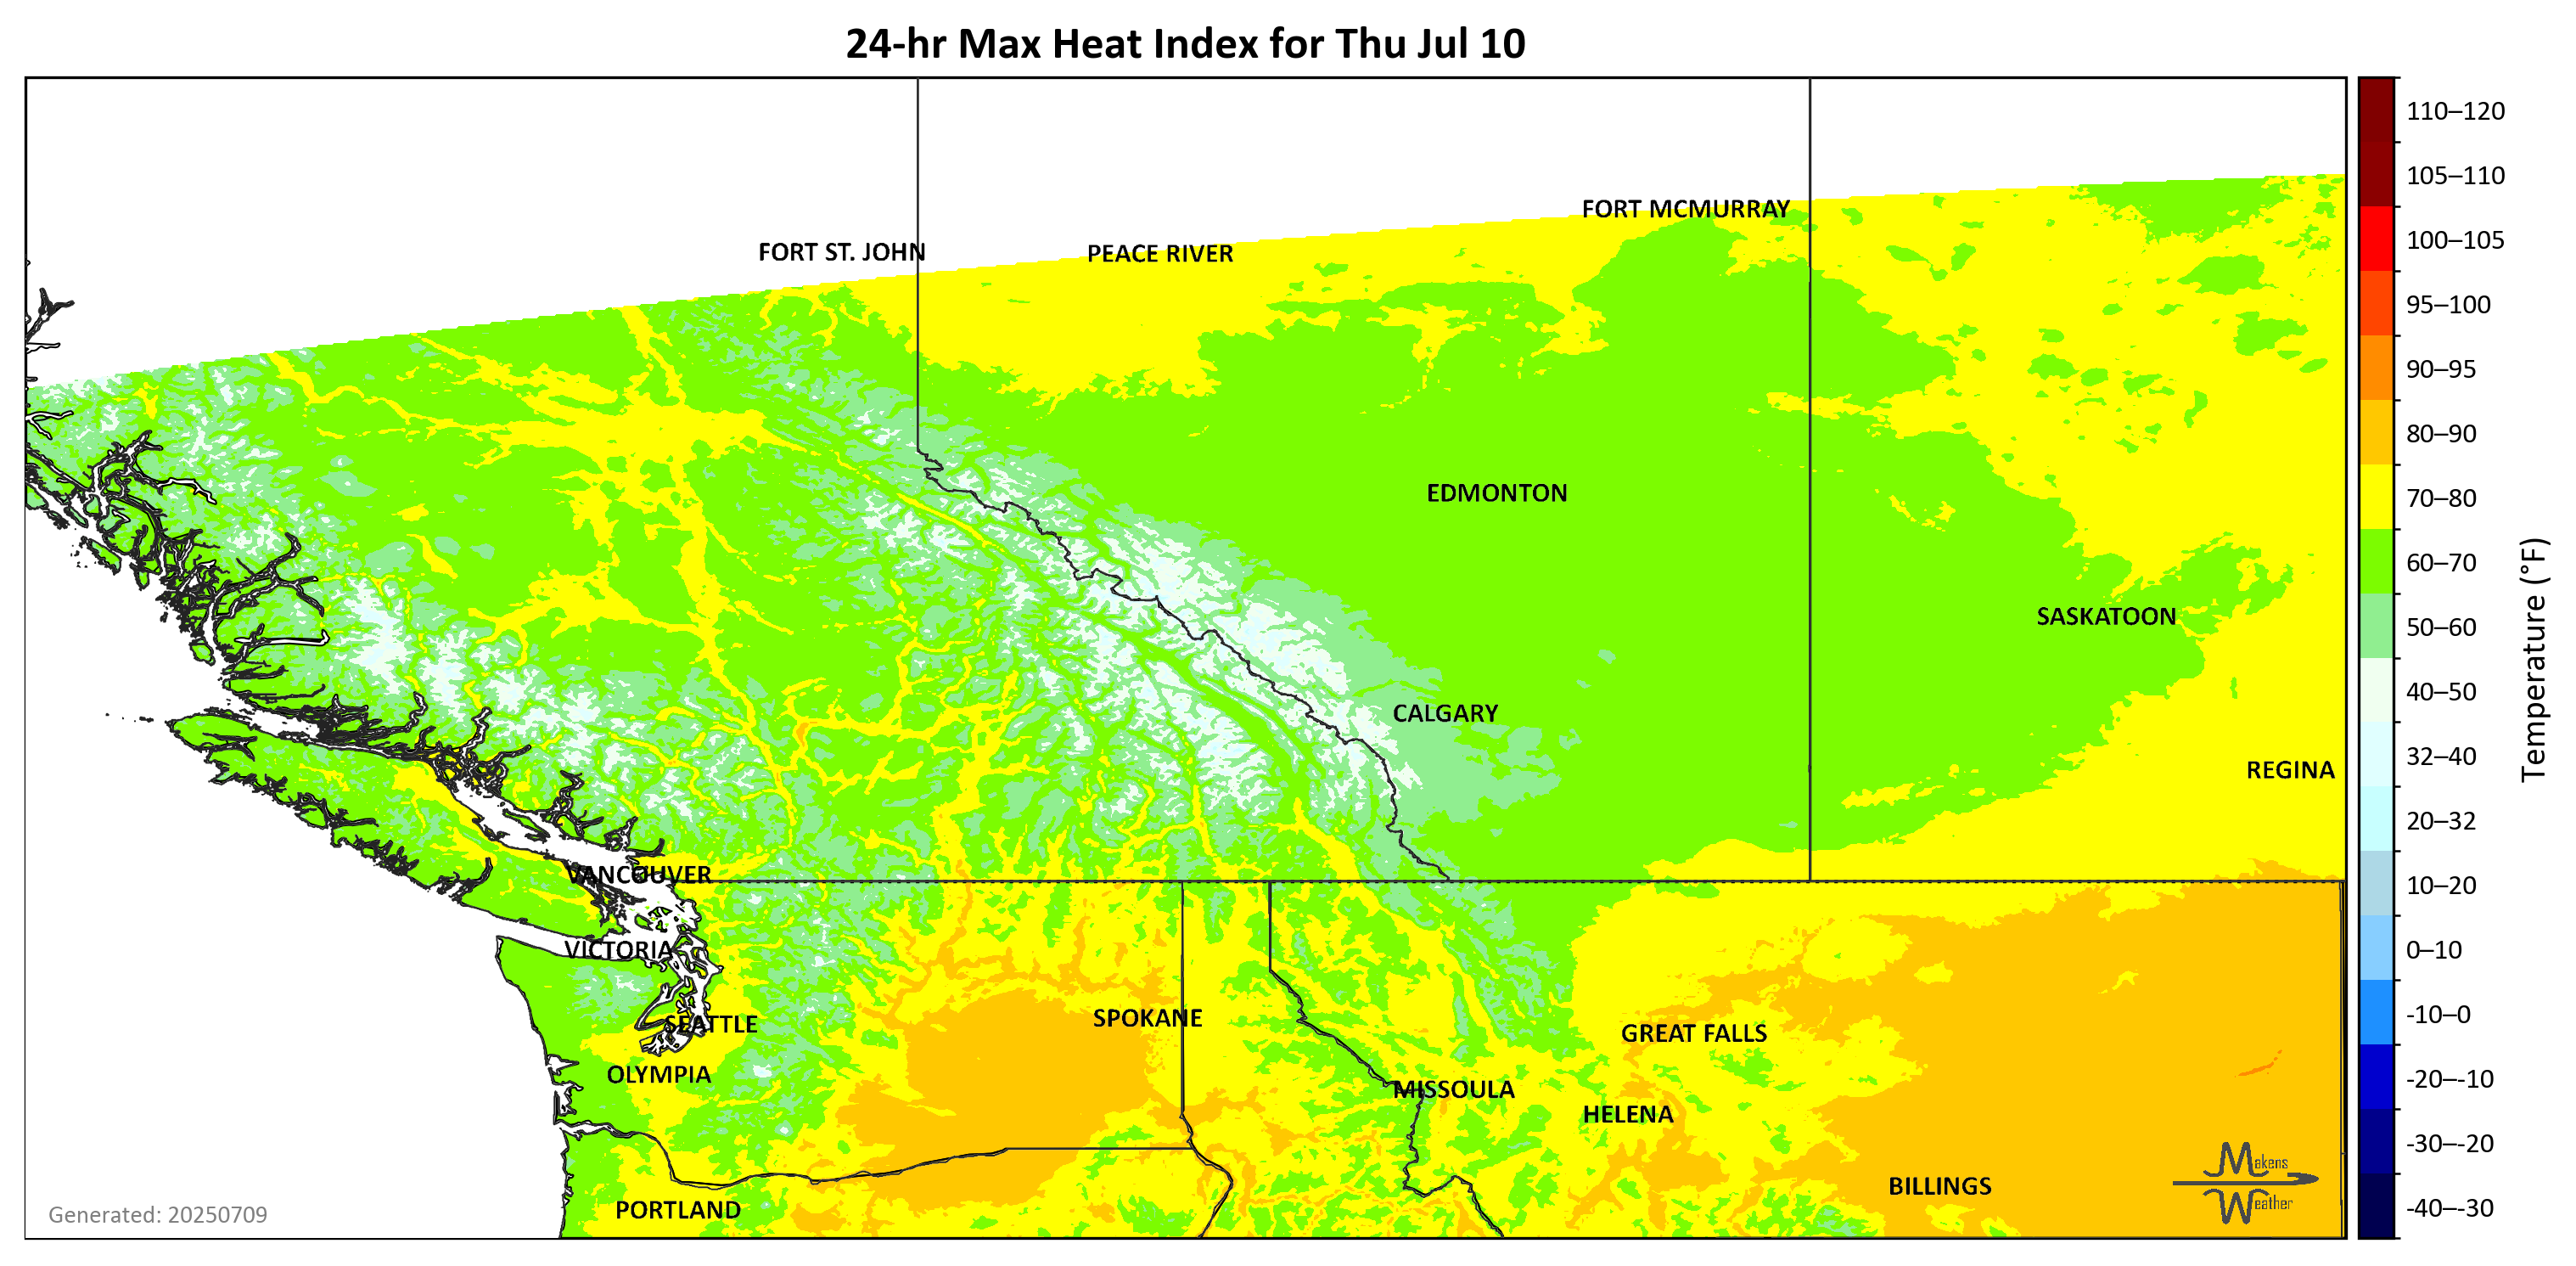 24-hr Max Heat Index for Thu Jul 10
FORT MCMURRAY
FORT ST. JOHN
PEACE RIVER
EDMONTON
SASKATOON
CALGARY
REGINA
VANCOUVER
VICTORIA
SEATTLE
SPOKANE
GREAT FALLS
OLYMPIA
MISSOULA
HELENA
BILLINGS
PORTLAND
Makens
Weather
Generated: 20250709
110–120
105–110
100–105
95–100
90–95
80–90
70–80
60–70
50–60
40–50
32–40
20–32
10–20
0–10
-10–0
-20–-10
-30–-20
-40–-30
Temperature (°F)